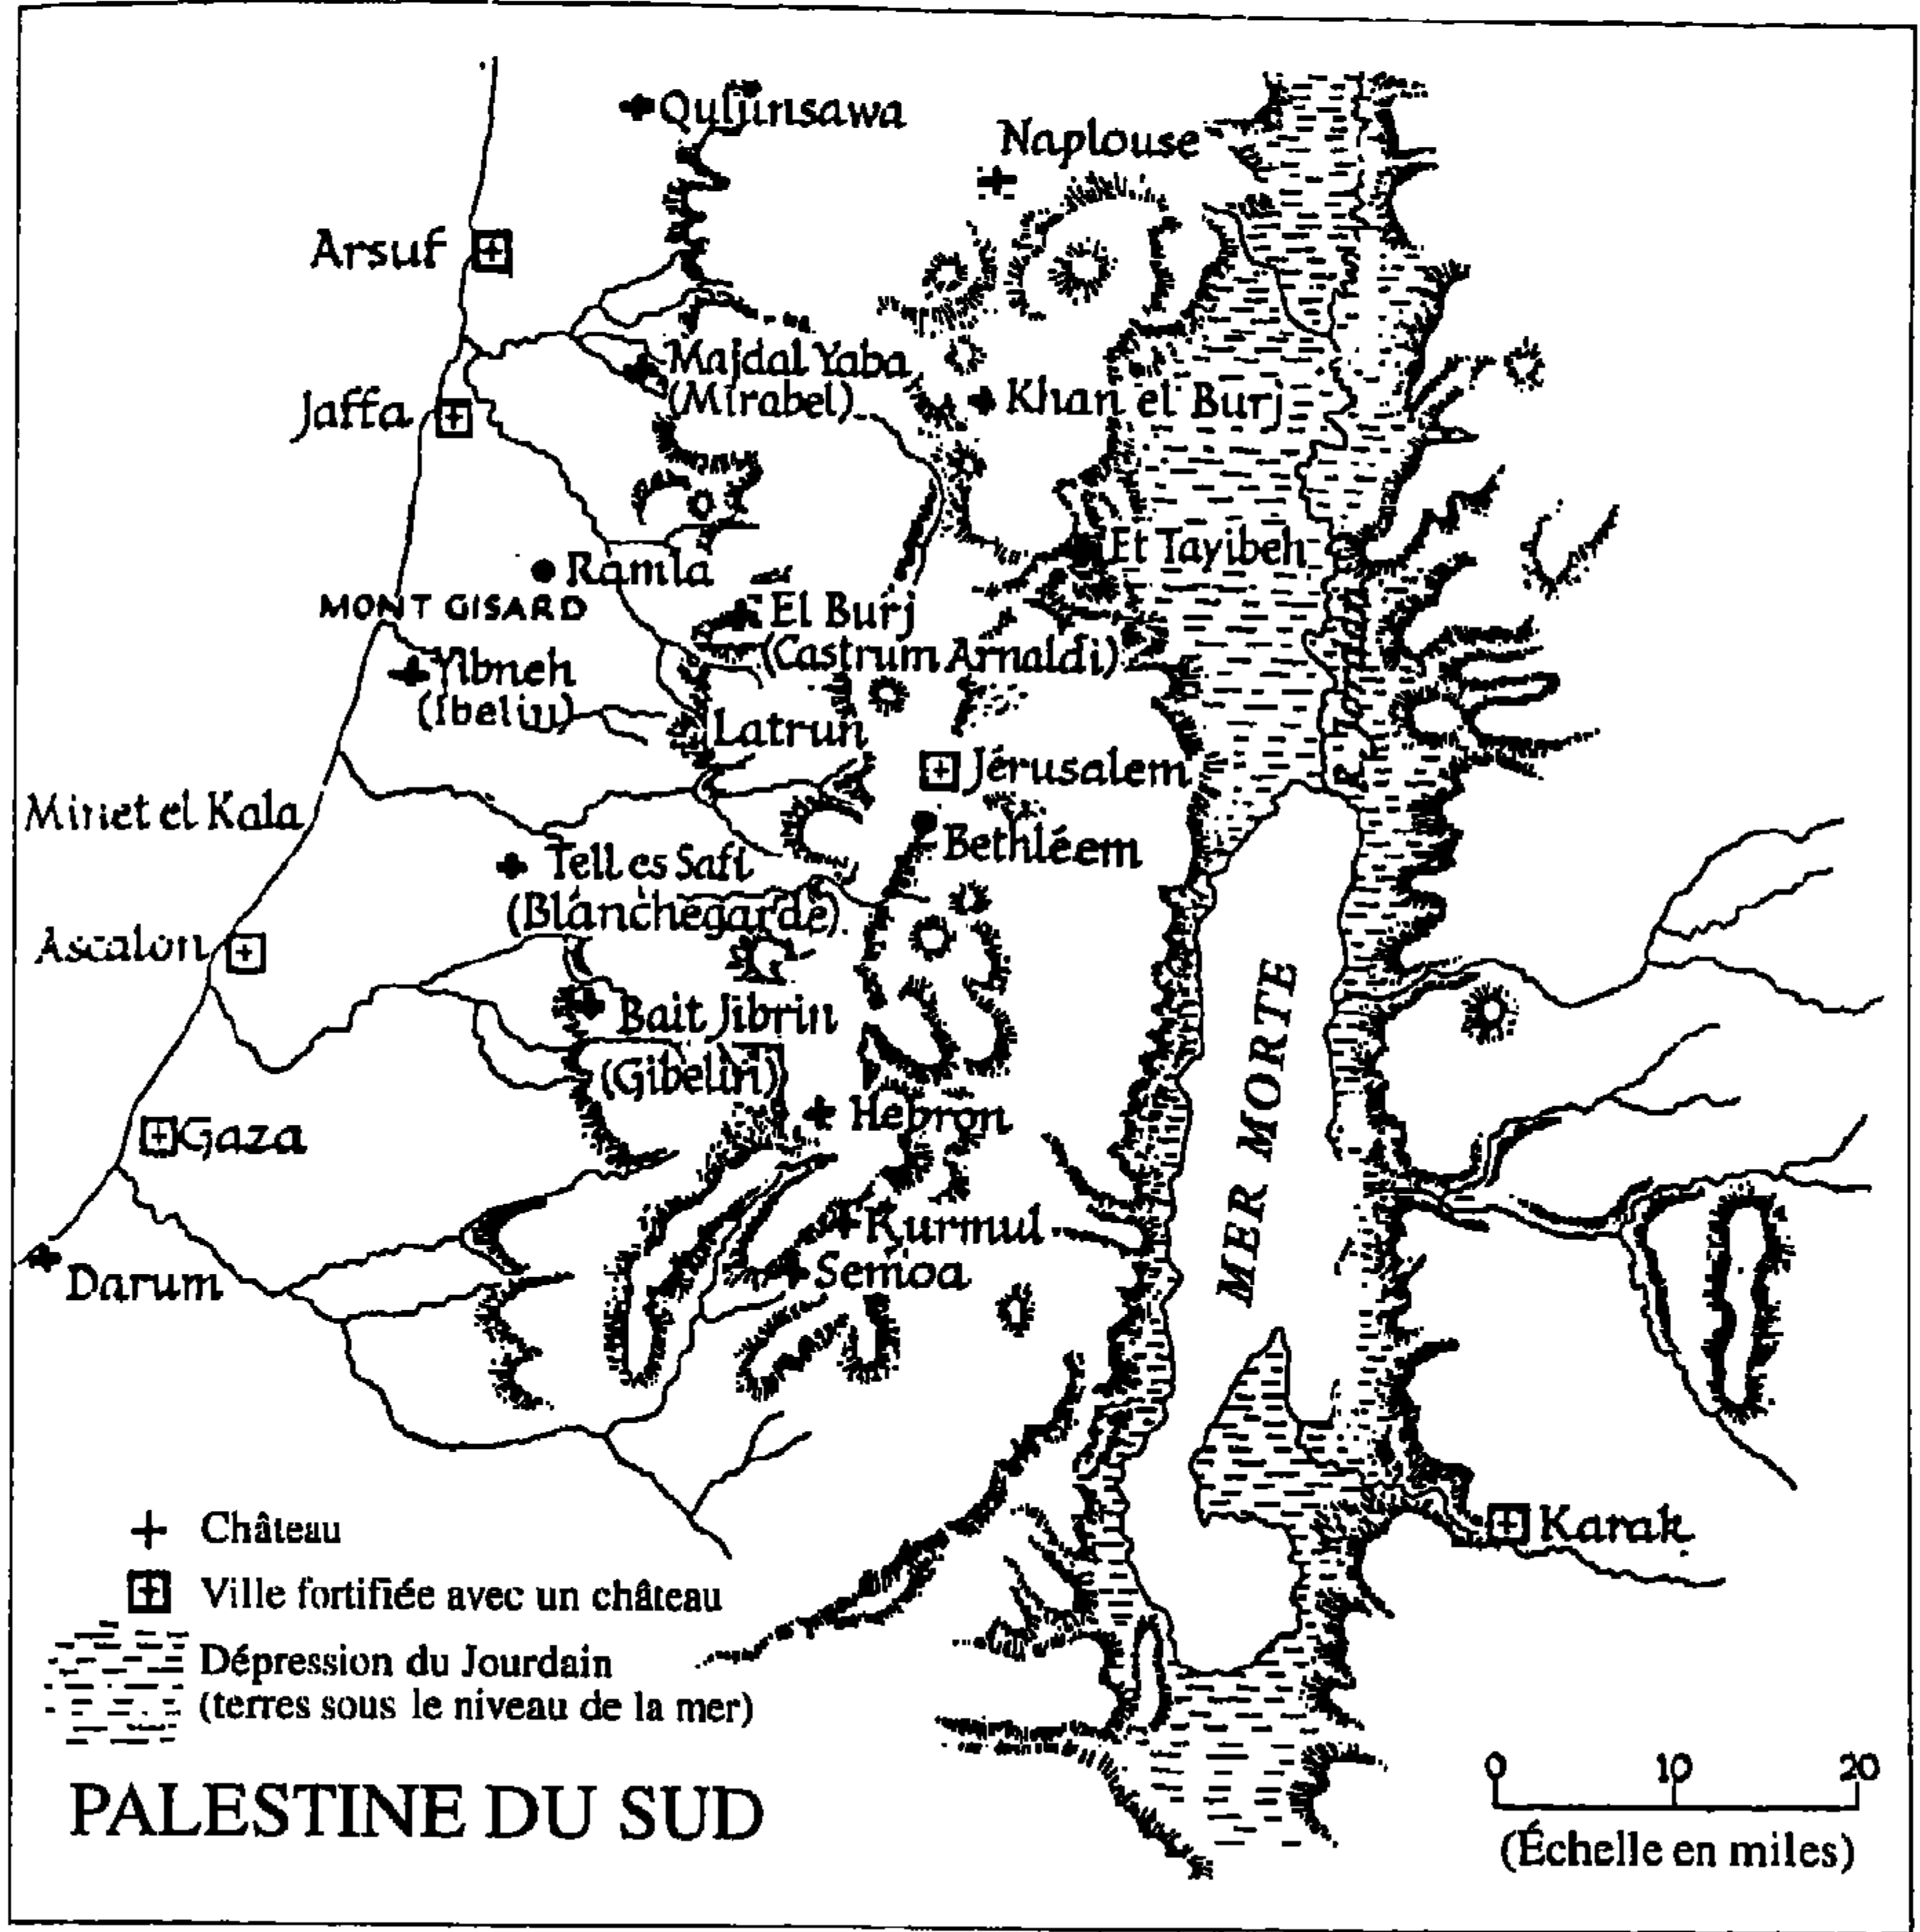 Qulunsawa
Naplouse
Arsuf
Majdal Yaba
(Mirabel)
Jaffa
Khan el Burj
Et Tayibeh
Ramla
MONT GISARD
El Burj
(Castrum Arnaldi)
Yibneh
(Ibelin)
R. Jourdain
Latrun
Jérusalem
Minet el Kala
Bethléem
Tell es Safi
(Blanchegarde)
Ascalon
MER MORTE
Bait Jibrin
(Gibelin)
Hebron
Gaza
Kurmul
Semoa
Darum
Karak
Château
Ville fortifiée avec un château
Dépression du Jourdain
(terres sous le niveau de la mer)
PALESTINE DU SUD
0 10 20
(Échelle en miles)